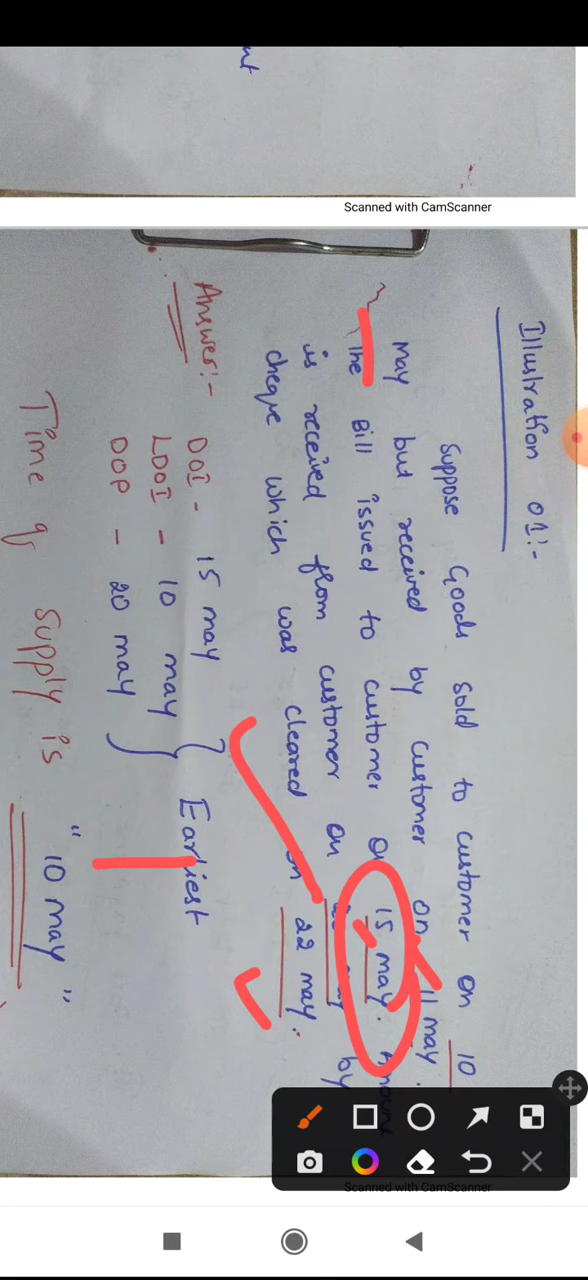 Scanned with CamScanner
Illustration 01:-
Suppose Goods sold to customer on 10
may but received by customer on 11 may
The Bill issued to customer on 15 may. Amount
is received from customer on may by
cheque which was cleared on 22 may.
Answer:- DOI - 15 may
LDOI - 10 may
DOP - 20 may
Earliest
Time of Supply is "10 may"
Scanned with CamScanner